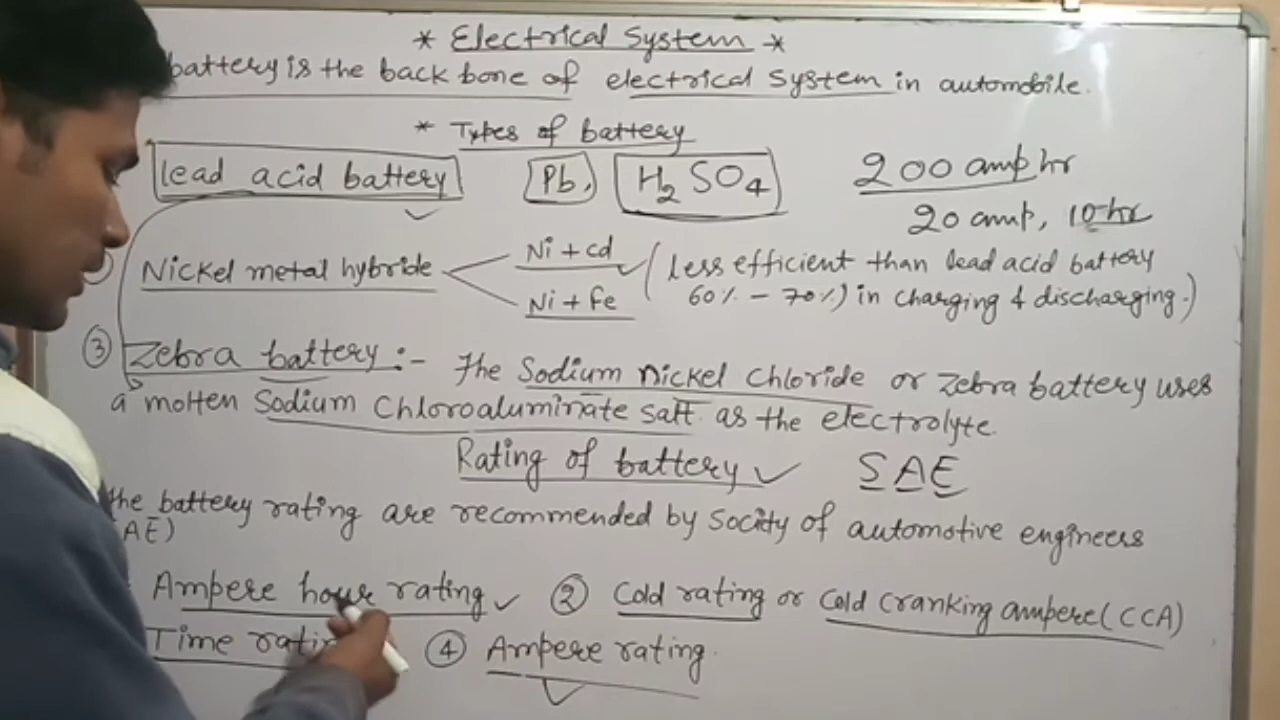 * Electrical System *
battery is the back bone of electrical system in automobile.
* Types of battery
lead acid battery Pb, H2SO4 200 amp hr
20 amp, 10 hr
Nickel metal hybride Ni + cd (less efficient than lead acid battery
Ni + Fe 60% - 70%) in charging & discharging.)
③ Zebra battery :- The Sodium nickel chloride or zebra battery uses
a molten Sodium Chloroaluminate salt as the electrolyte.
Rating of battery ✓ SAE
The battery rating are recommended by Socity of automotive engineers
AE)
Ampere hour rating ✓ ② Cold rating or Cold Cranking ampere (CCA)
Time ratin ④ Ampere rating.